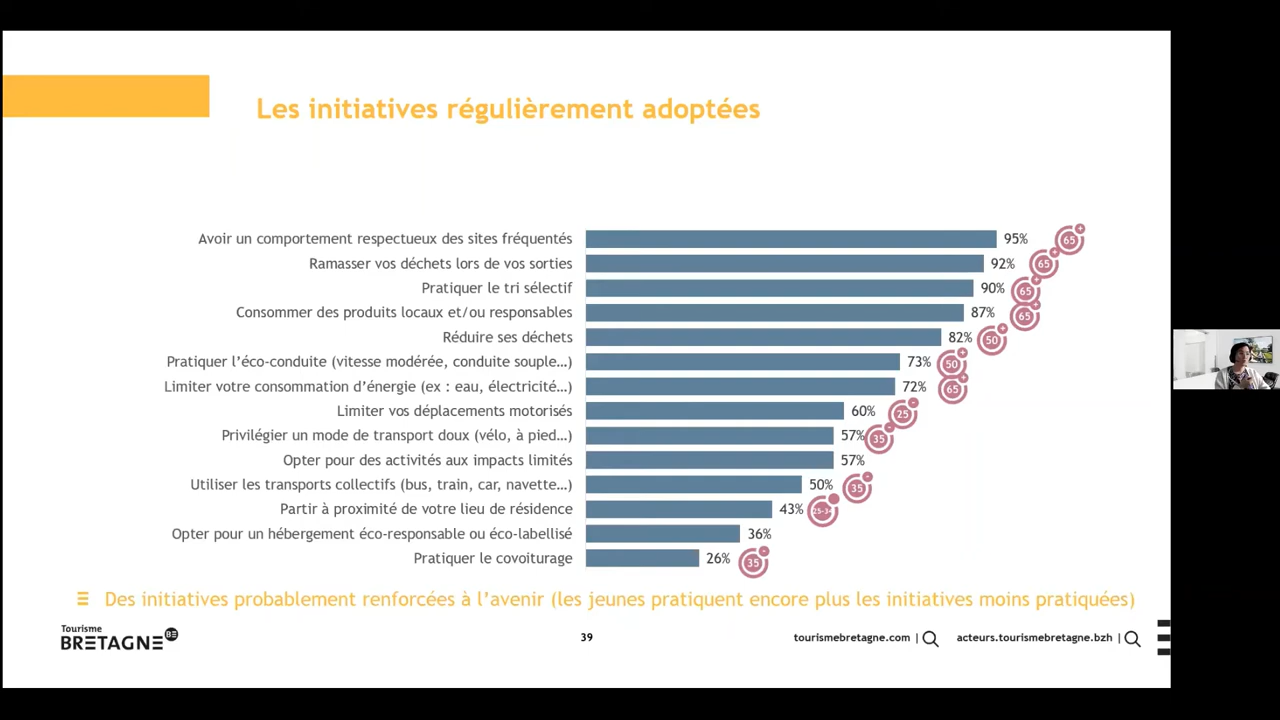 Les initiatives régulièrement adoptées
Avoir un comportement respectueux des sites fréquentés 95% 65 +
Ramasser vos déchets lors de vos sorties 92% 65 +
Pratiquer le tri sélectif 90% 65 +
Consommer des produits locaux et/ou responsables 87% 65 +
Réduire ses déchets 82% 50 +
Pratiquer l'éco-conduite (vitesse modérée, conduite souple…) 73% 50 +
Limiter votre consommation d'énergie (ex : eau, électricité…) 72% 65 +
Limiter vos déplacements motorisés 60% 25 -
Privilégier un mode de transport doux (vélo, à pied…) 57% 35 -
Opter pour des activités aux impacts limités 57%
Utiliser les transports collectifs (bus, train, car, navette…) 50% 35 -
Partir à proximité de votre lieu de résidence 43%
Opter pour un hébergement éco-responsable ou éco-labellisé 36%
Pratiquer le covoiturage 26% 35 -
Des initiatives probablement renforcées à l'avenir (les jeunes pratiquent encore plus les initiatives moins pratiquées)
Tourisme
BRETAGNE
39
tourismebretagne.com |
acteurs.tourismebretagne.bzh |